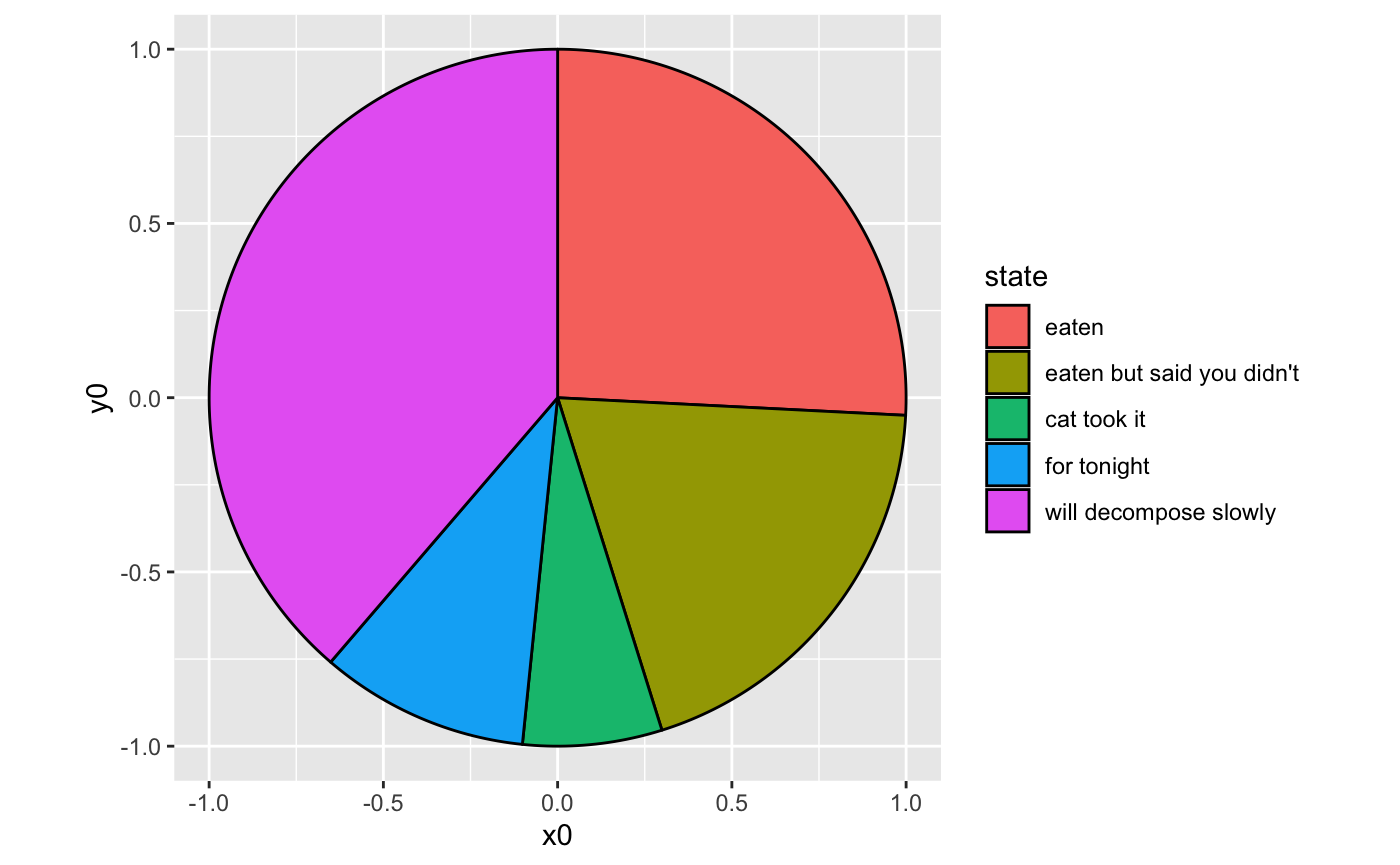 1.0
0.5
0.0
-0.5
-1.0
y0
-1.0
-0.5
0.0
0.5
1.0
x0
state
eaten
eaten but said you didn't
cat took it
for tonight
will decompose slowly